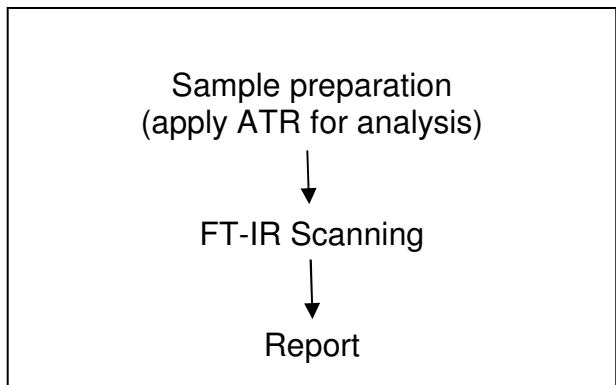 Sample preparation
(apply ATR for analysis)
FT-IR Scanning
Report